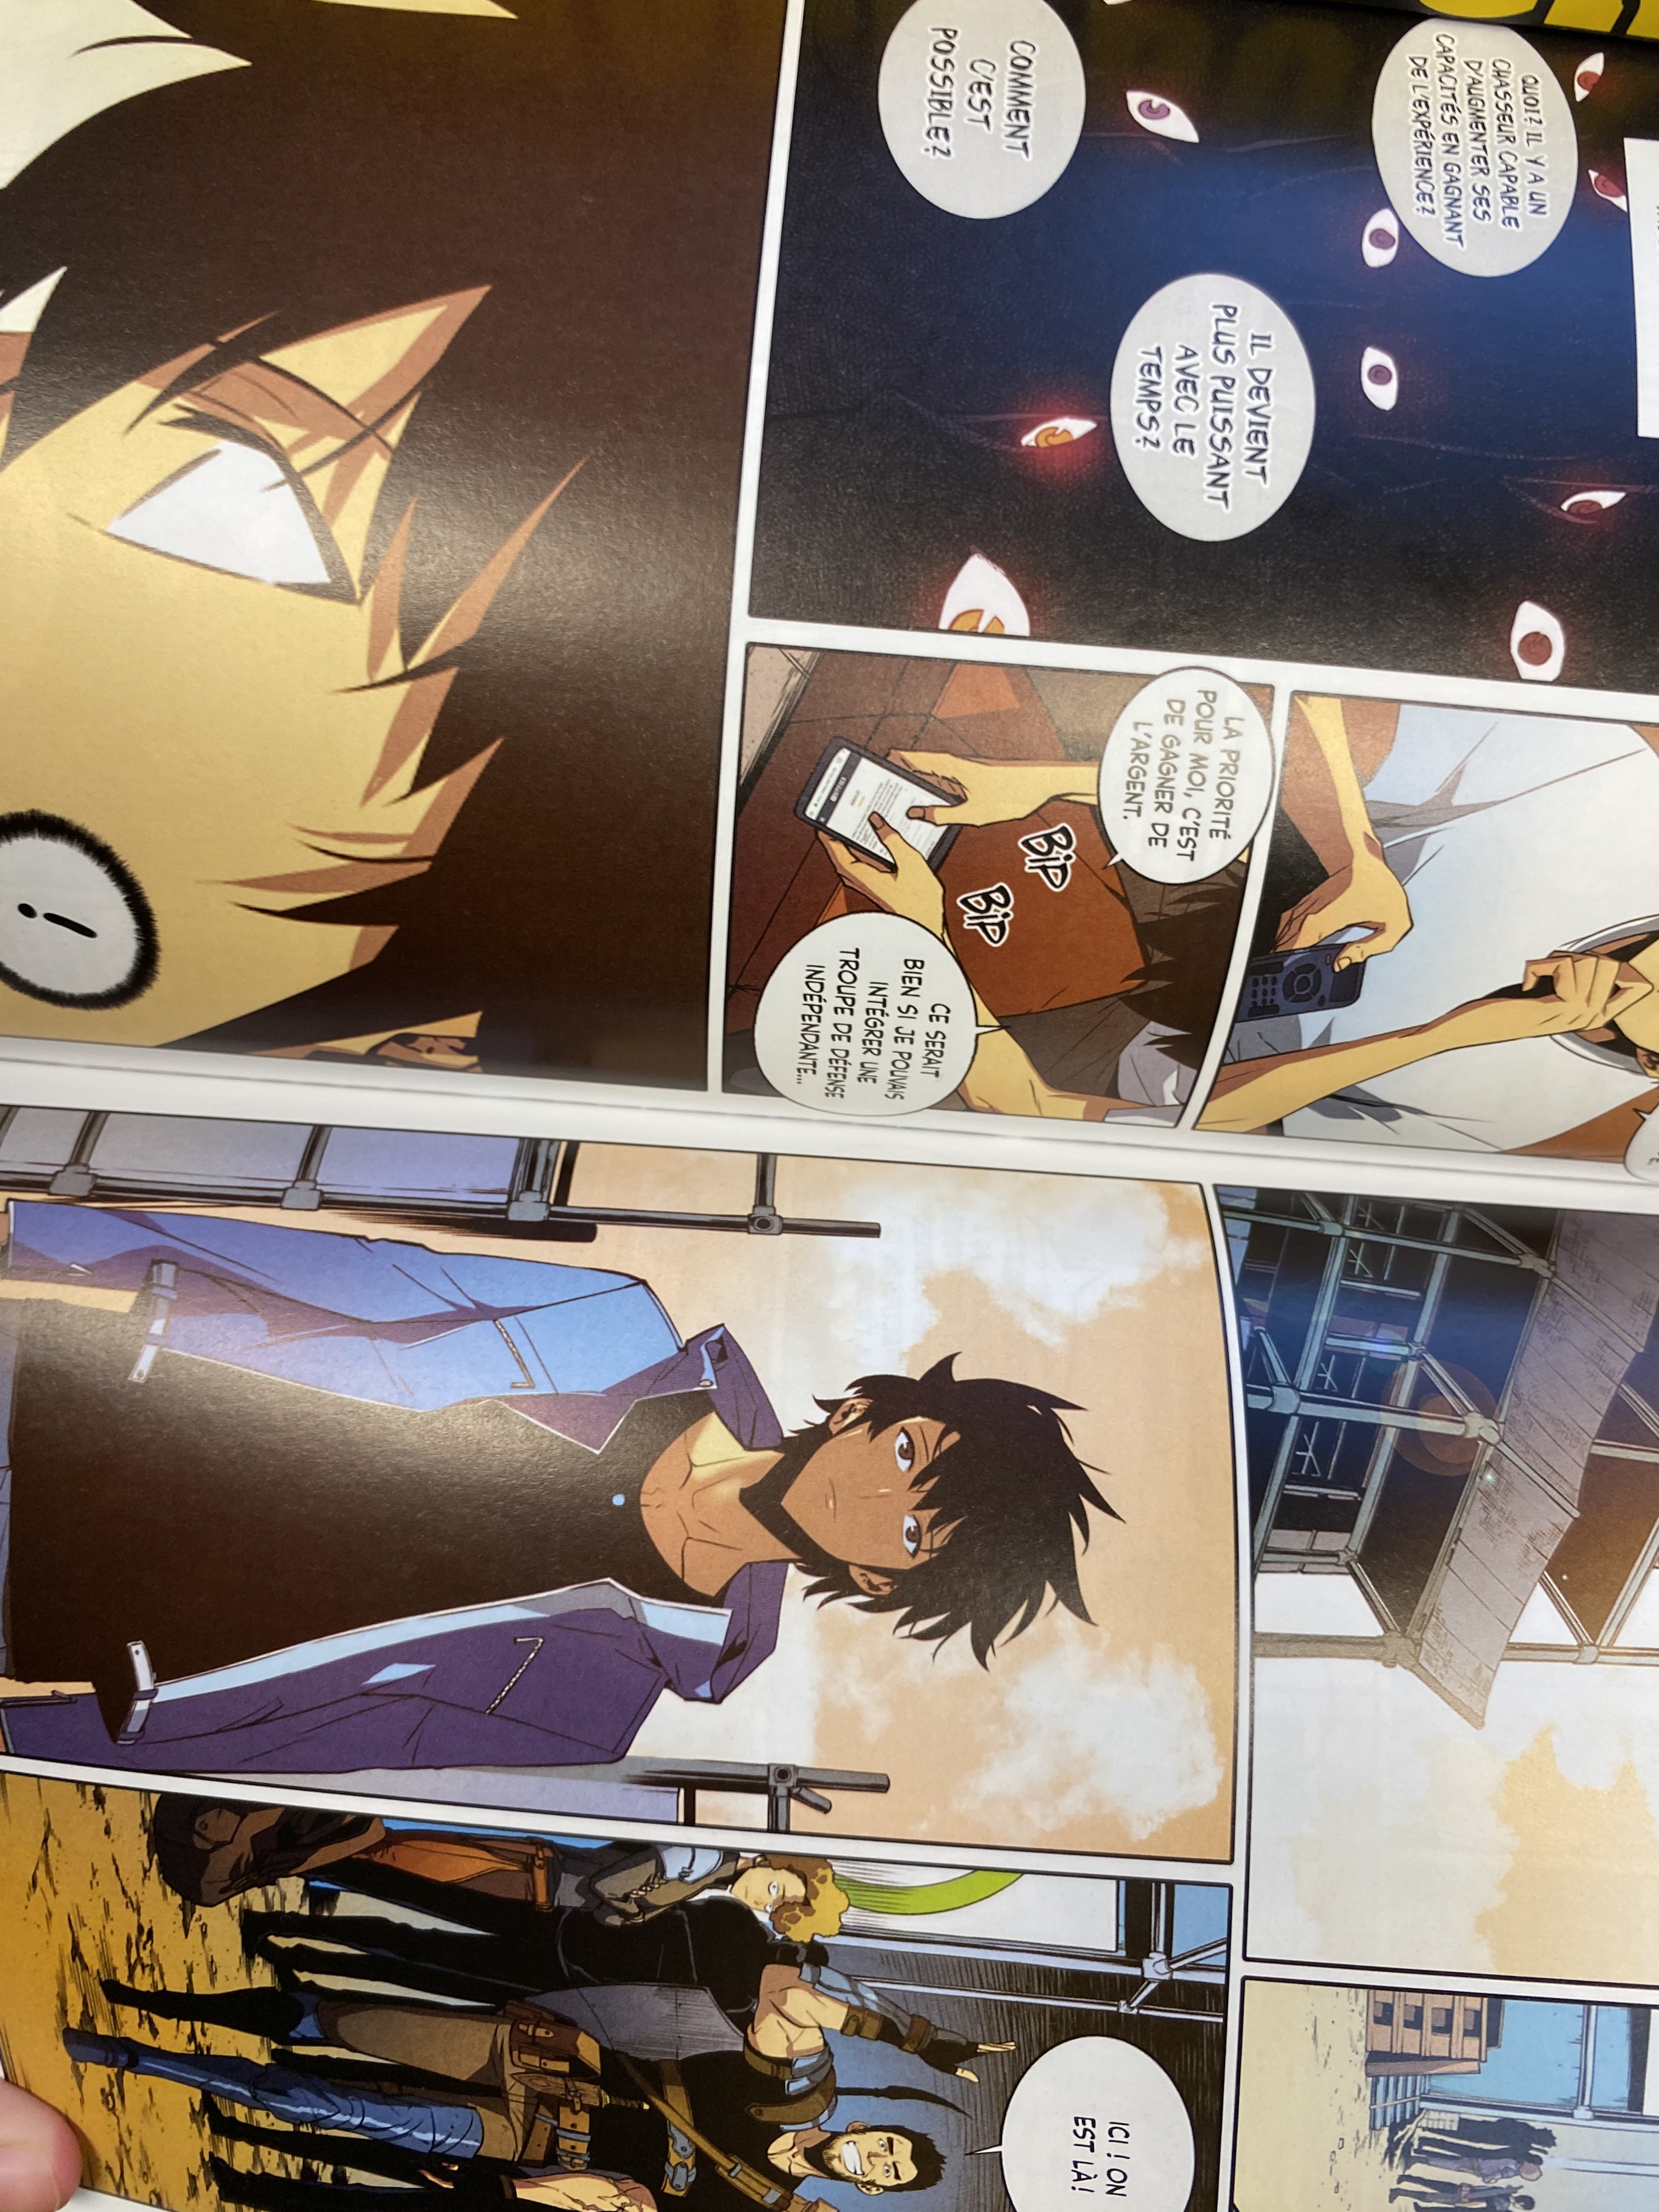 QUOI? IL Y A UN
CHASSEUR CAPABLE
D'AUGMENTER SES
CAPACITÉS EN GAGNANT
DE L'EXPÉRIENCE?
IL DEVIENT
PLUS PUISSANT
AVEC LE
TEMPS?
COMMENT
C'EST
POSSIBLE?
LA PRIORITÉ
POUR MOI, C'EST
DE GAGNER DE
L'ARGENT.
BIP
BIP
CE SERAIT
BIEN SI JE POUVAIS
INTÉGRER UNE
TROUPE DE DÉFENSE
INDÉPENDANTE...
!
ICI! ON
EST LÀ!